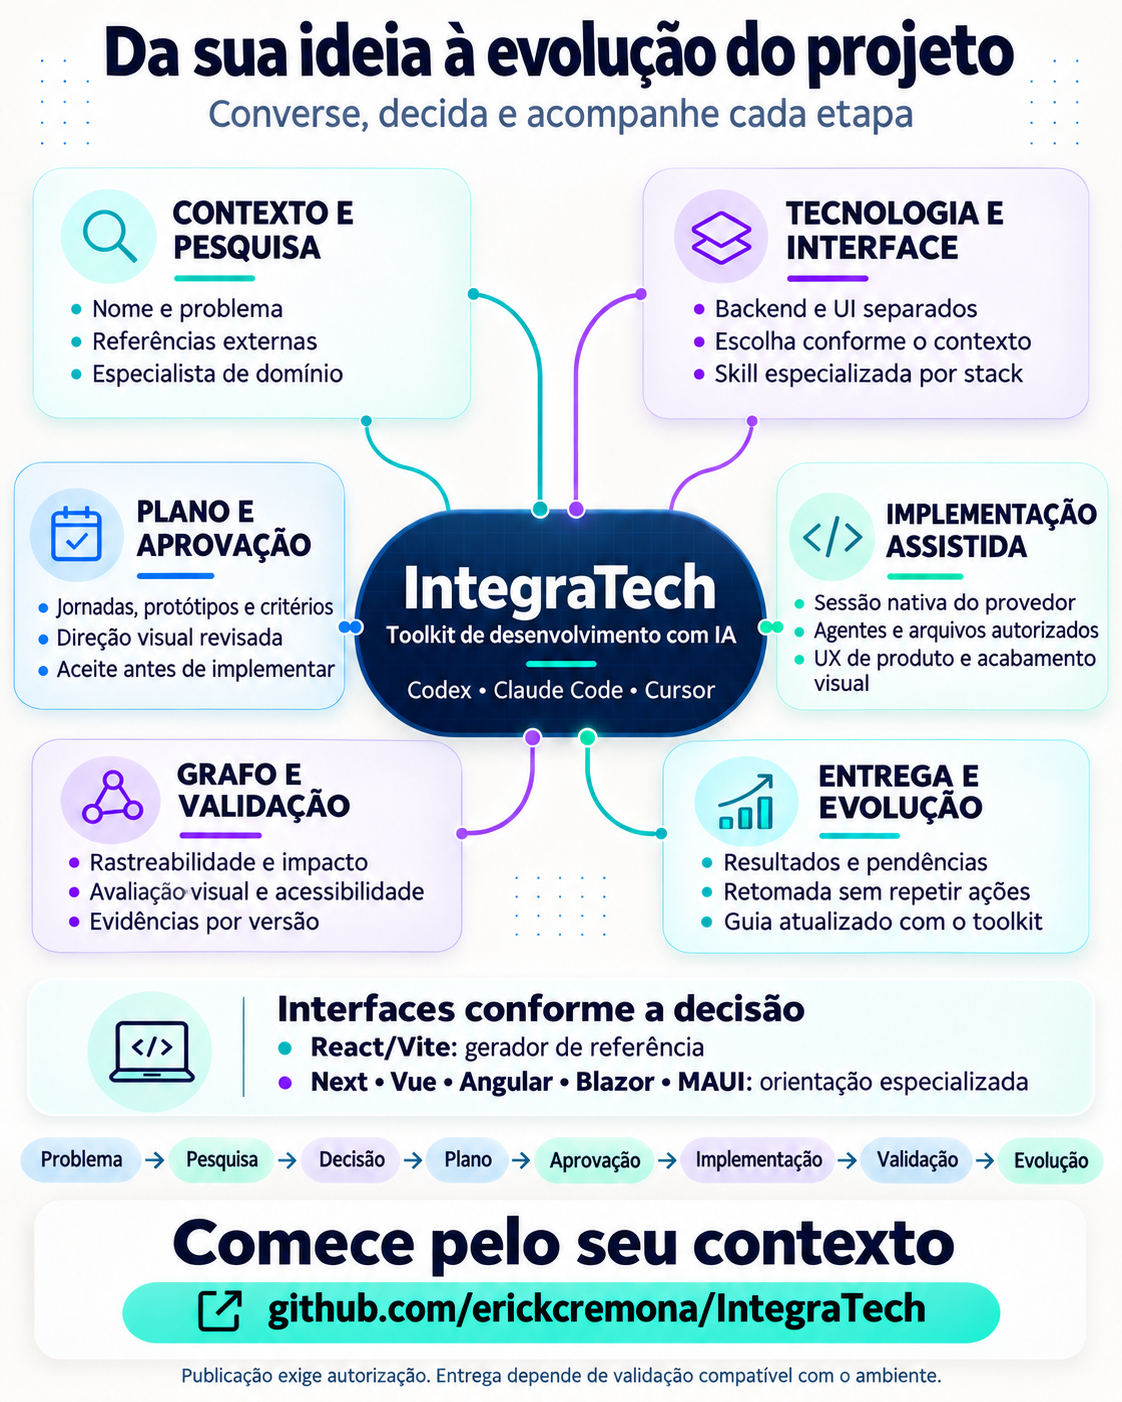 Da sua ideia à evolução do projeto
Converse, decida e acompanhe cada etapa
CONTEXTO E
PESQUISA
Nome e problema
Referências externas
Especialista de domínio
TECNOLOGIA E
INTERFACE
Backend e UI separados
Escolha conforme o contexto
Skill especializada por stack
PLANO E
APROVAÇÃO
Jornadas, protótipos e critérios
Direção visual revisada
Aceite antes de implementar
IntegraTech
Toolkit de desenvolvimento com IA
Codex • Claude Code • Cursor
IMPLEMENTAÇÃO
ASSISTIDA
Sessão nativa do provedor
Agentes e arquivos autorizados
UX de produto e acabamento
visual
GRAFO E
VALIDAÇÃO
Rastreabilidade e impacto
Avaliação visual e acessibilidade
Evidências por versão
ENTREGA E
EVOLUÇÃO
Resultados e pendências
Retomada sem repetir ações
Guia atualizado com o toolkit
Interfaces conforme a decisão
React/Vite: gerador de referência
Next • Vue • Angular • Blazor • MAUI: orientação especializada
Problema → Pesquisa → Decisão → Plano → Aprovação → Implementação → Validação → Evolução
Comece pelo seu contexto
github.com/erickcremona/IntegraTech
Publicação exige autorização. Entrega depende de validação compatível com o ambiente.